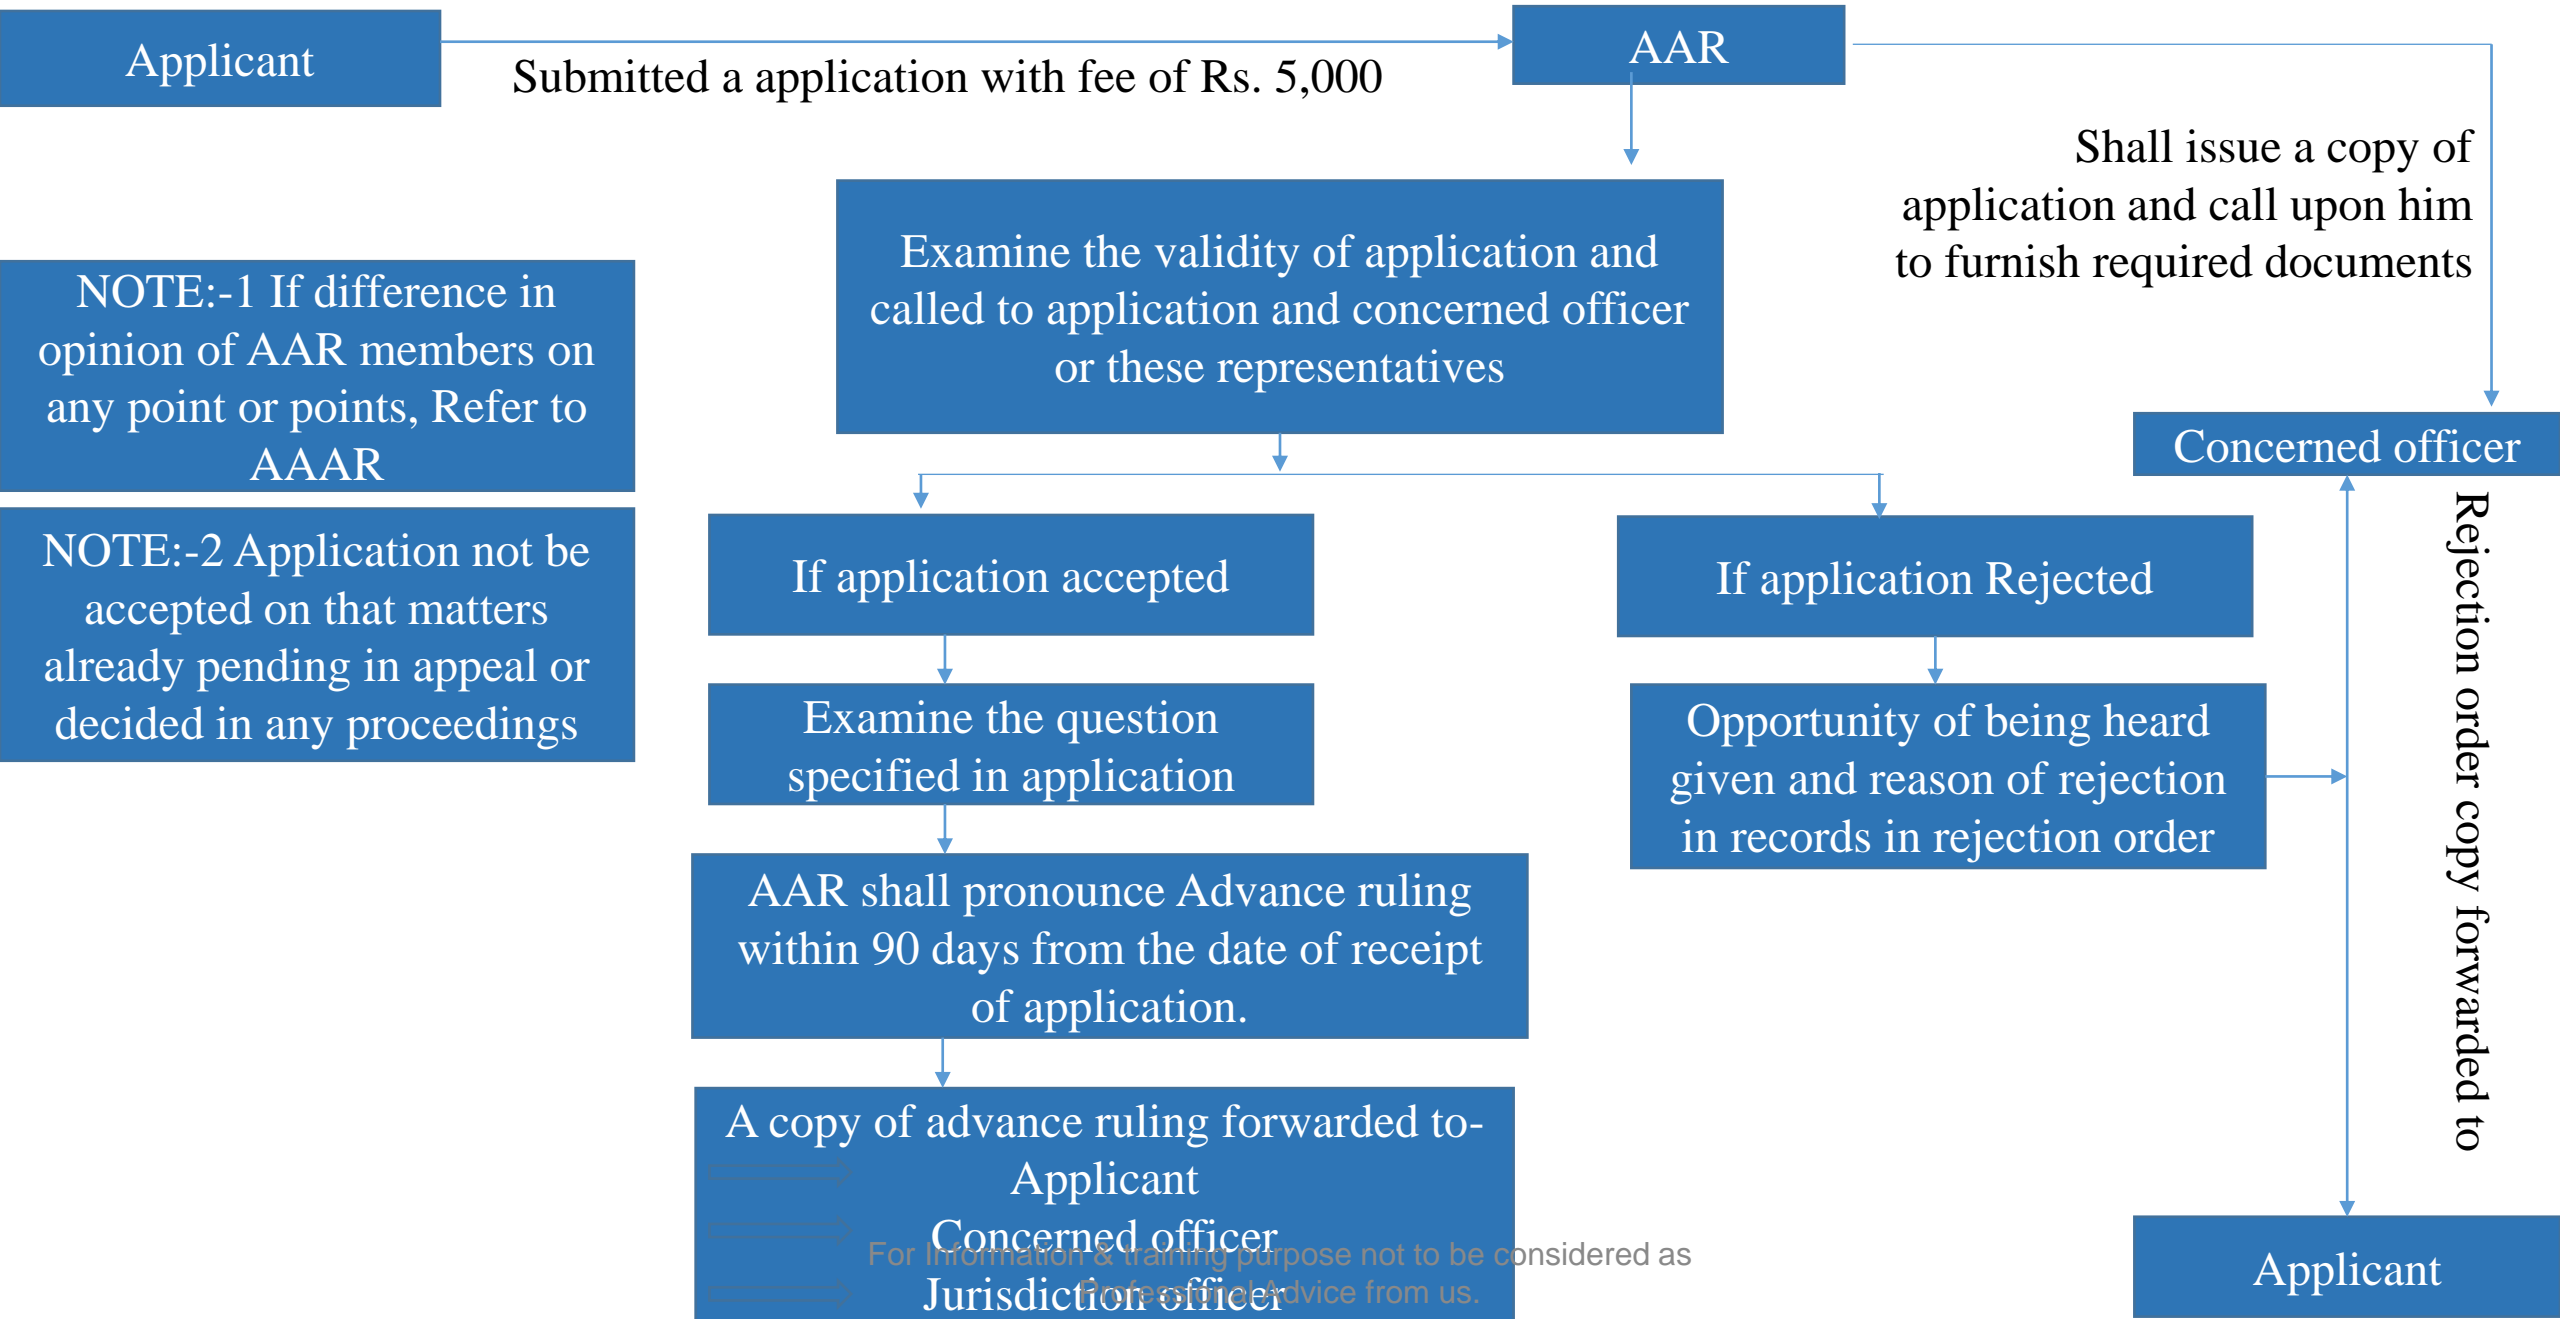 Applicant
Submitted a application with fee of Rs. 5,000
AAR
Shall issue a copy of
application and call upon him
to furnish required documents
Examine the validity of application and
called to application and concerned officer
or these representatives
NOTE:-1 If difference in
opinion of AAR members on
any point or points, Refer to
AAAR
NOTE:-2 Application not be
accepted on that matters
already pending in appeal or
decided in any proceedings
Concerned officer
If application accepted
If application Rejected
Examine the question
specified in application
Opportunity of being heard
given and reason of rejection
in records in rejection order
Rejection order copy forwarded to
AAR shall pronounce Advance ruling
within 90 days from the date of receipt
of application.
A copy of advance ruling forwarded to-
Applicant
Concerned officer
Jurisdiction officer
For Information & training purpose not to be considered as
Professional Advice from us.
Applicant